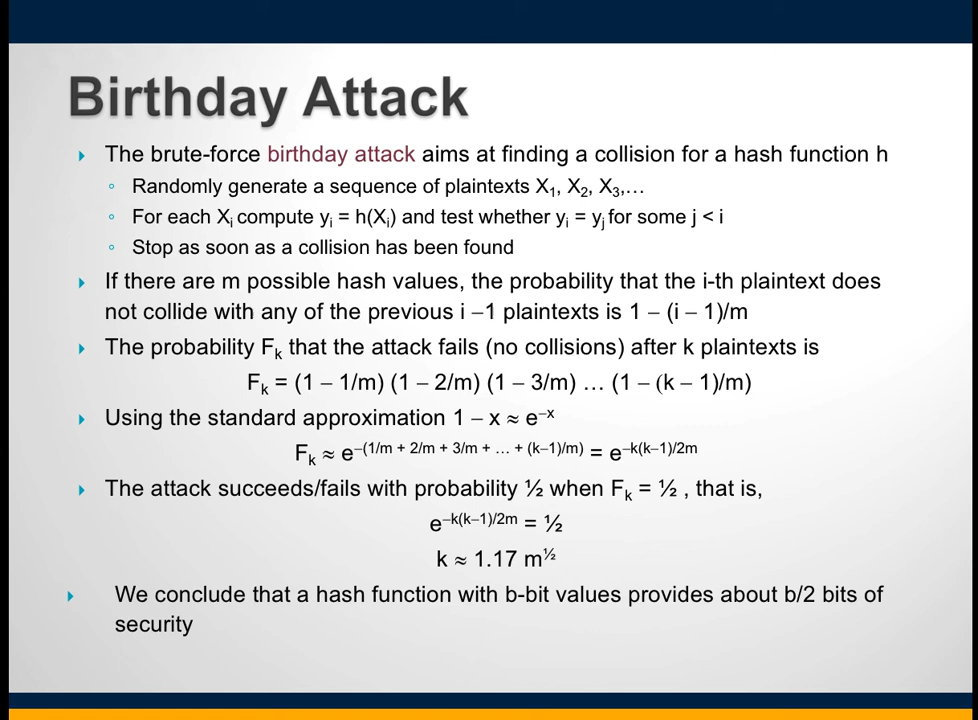 Birthday Attack
The brute-force birthday attack aims at finding a collision for a hash function h
Randomly generate a sequence of plaintexts X₁, X₂, X₃,…
For each Xᵢ compute yᵢ = h(Xᵢ) and test whether yᵢ = yⱼ for some j < i
Stop as soon as a collision has been found
If there are m possible hash values, the probability that the i-th plaintext does
not collide with any of the previous i −1 plaintexts is 1 − (i − 1)/m
The probability Fₖ that the attack fails (no collisions) after k plaintexts is
Fₖ = (1 − 1/m) (1 − 2/m) (1 − 3/m) … (1 − (k − 1)/m)
Using the standard approximation 1 − x ≈ e^−x
Fₖ ≈ e^−(1/m + 2/m + 3/m + … + (k−1)/m) = e^−k(k−1)/2m
The attack succeeds/fails with probability ½ when Fₖ = ½ , that is,
e^−k(k−1)/2m = ½
k ≈ 1.17 m^½
We conclude that a hash function with b-bit values provides about b/2 bits of
security